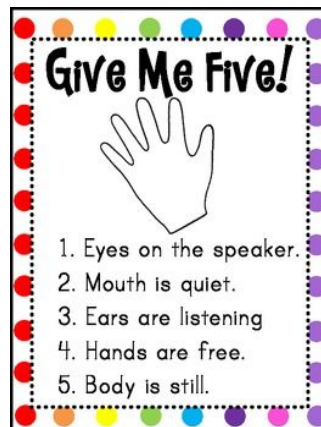 Give Me Five!
1. Eyes on the speaker.
2. Mouth is quiet.
3. Ears are listening
4. Hands are free.
5. Body is still.